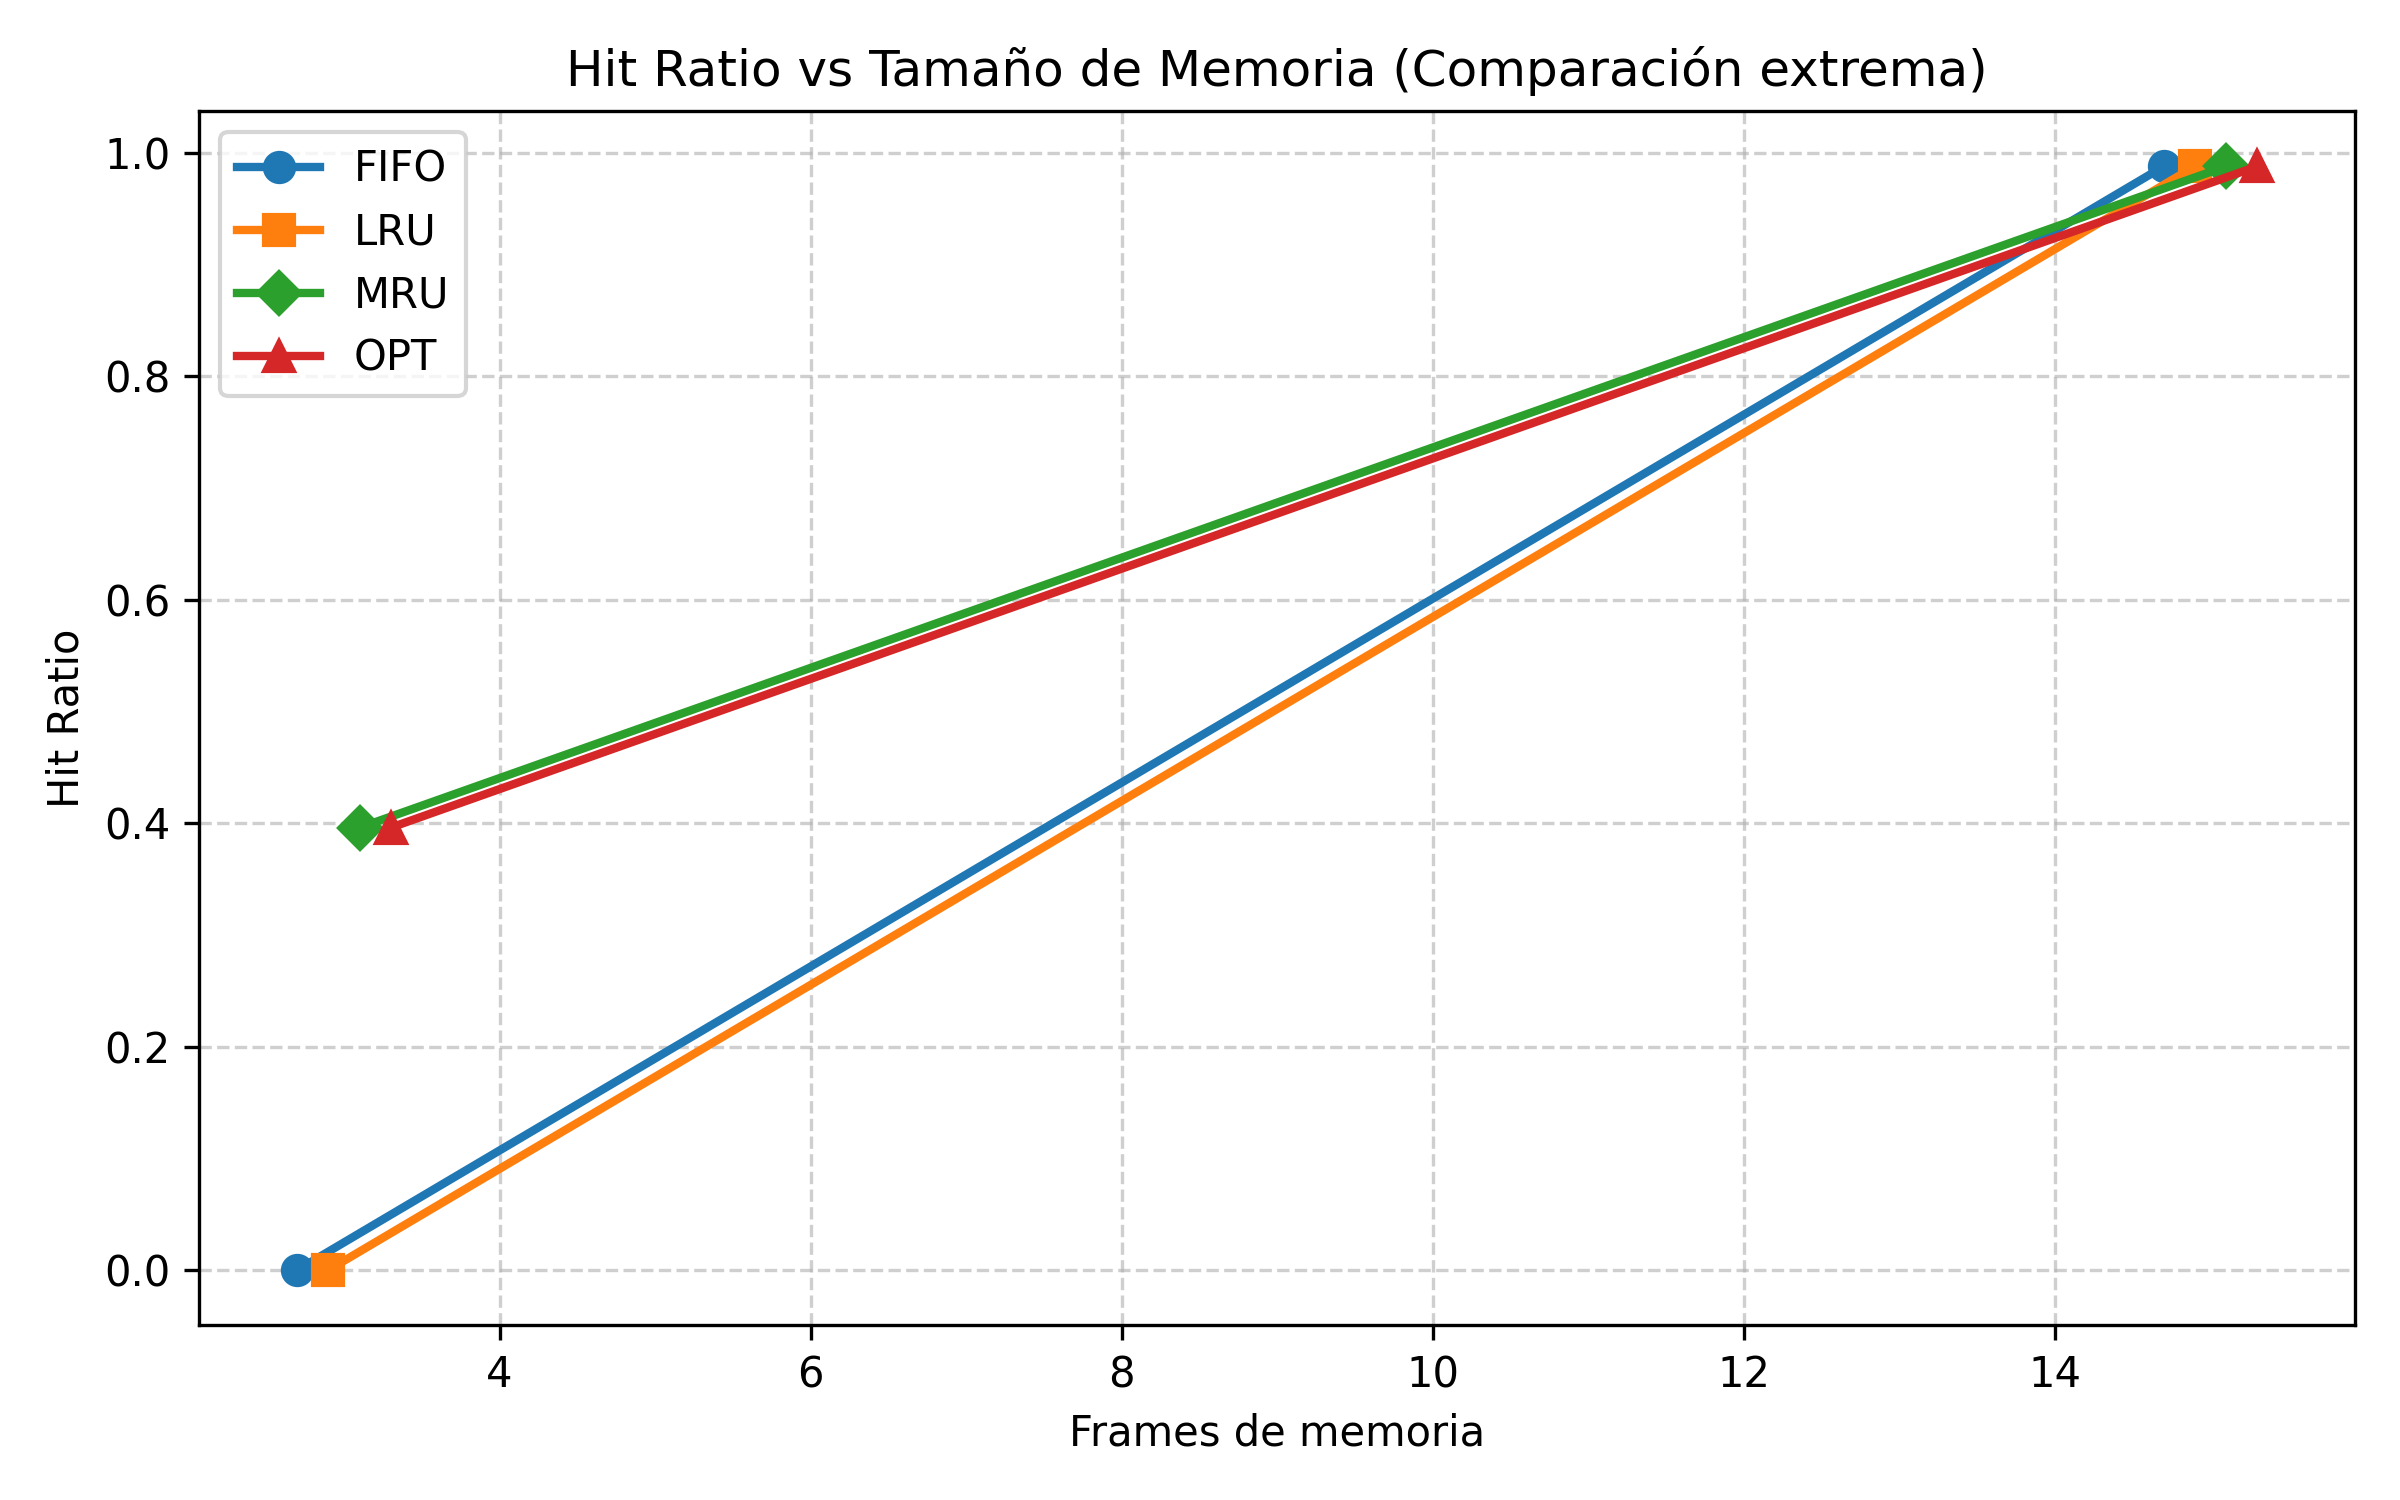 Hit Ratio vs Tamaño de Memoria (Comparación extrema)
FIFO
LRU
MRU
OPT
Hit Ratio
1.0
0.8
0.6
0.4
0.2
0.0
4 6 8 10 12 14
Frames de memoria